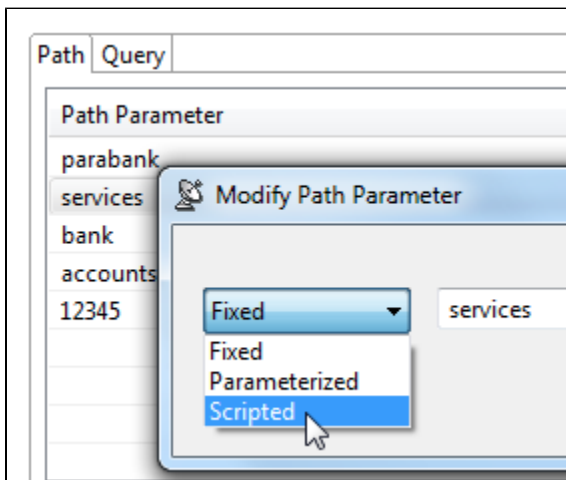 Path Query
Path Parameter
parabank
services
Modify Path Parameter
bank
accounts
12345
Fixed
services
Fixed
Parameterized
Scripted